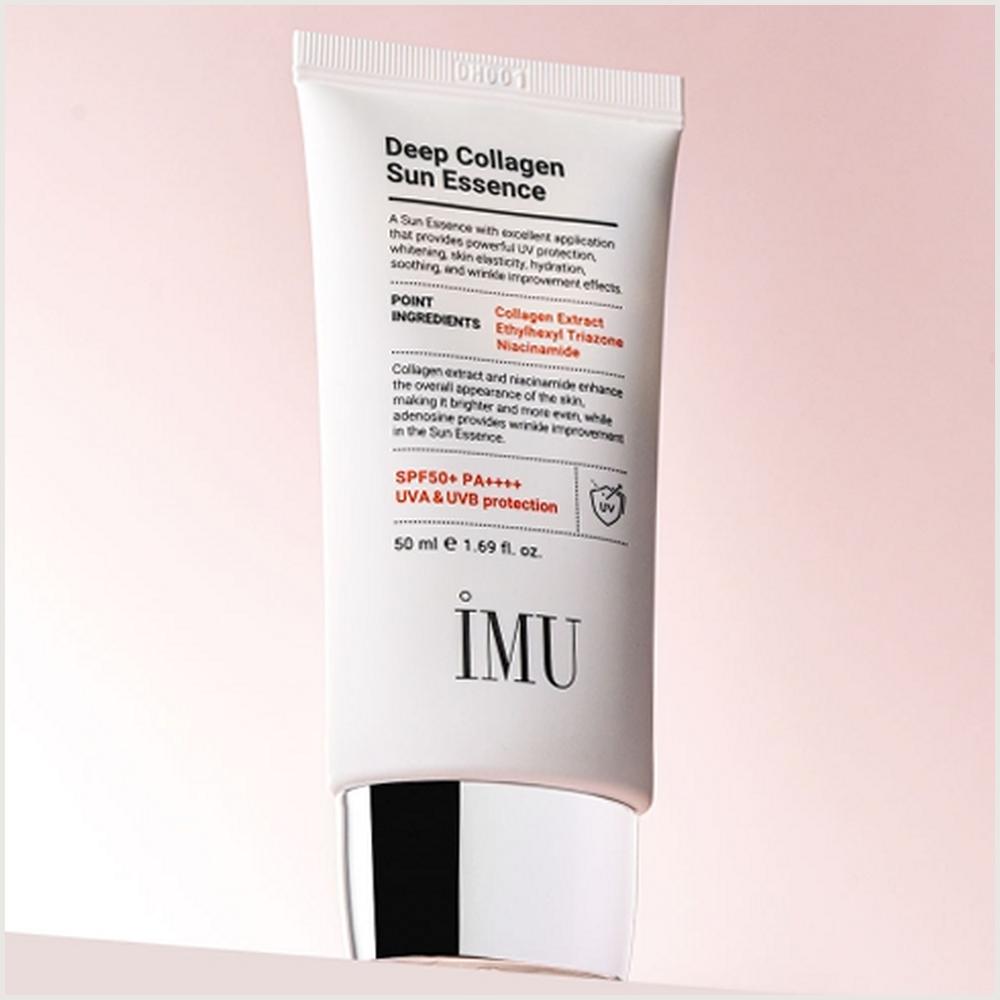 0H001
Deep Collagen
Sun Essence
A Sun Essence with excellent application
that provides powerful UV protection,
whitening, skin elasticity, hydration,
soothing, and wrinkle improvement effects.
POINT
INGREDIENTS
Collagen Extract
Ethylhexyl Triazone
Niacinamide
Collagen extract and niacinamide enhance
the overall appearance of the skin,
making it brighter and more even, while
adenosine provides wrinkle improvement
in the Sun Essence.
SPF50+ PA++++
UVA & UVB protection
UV
50 ml ℮ 1.69 fl. oz.
iMU